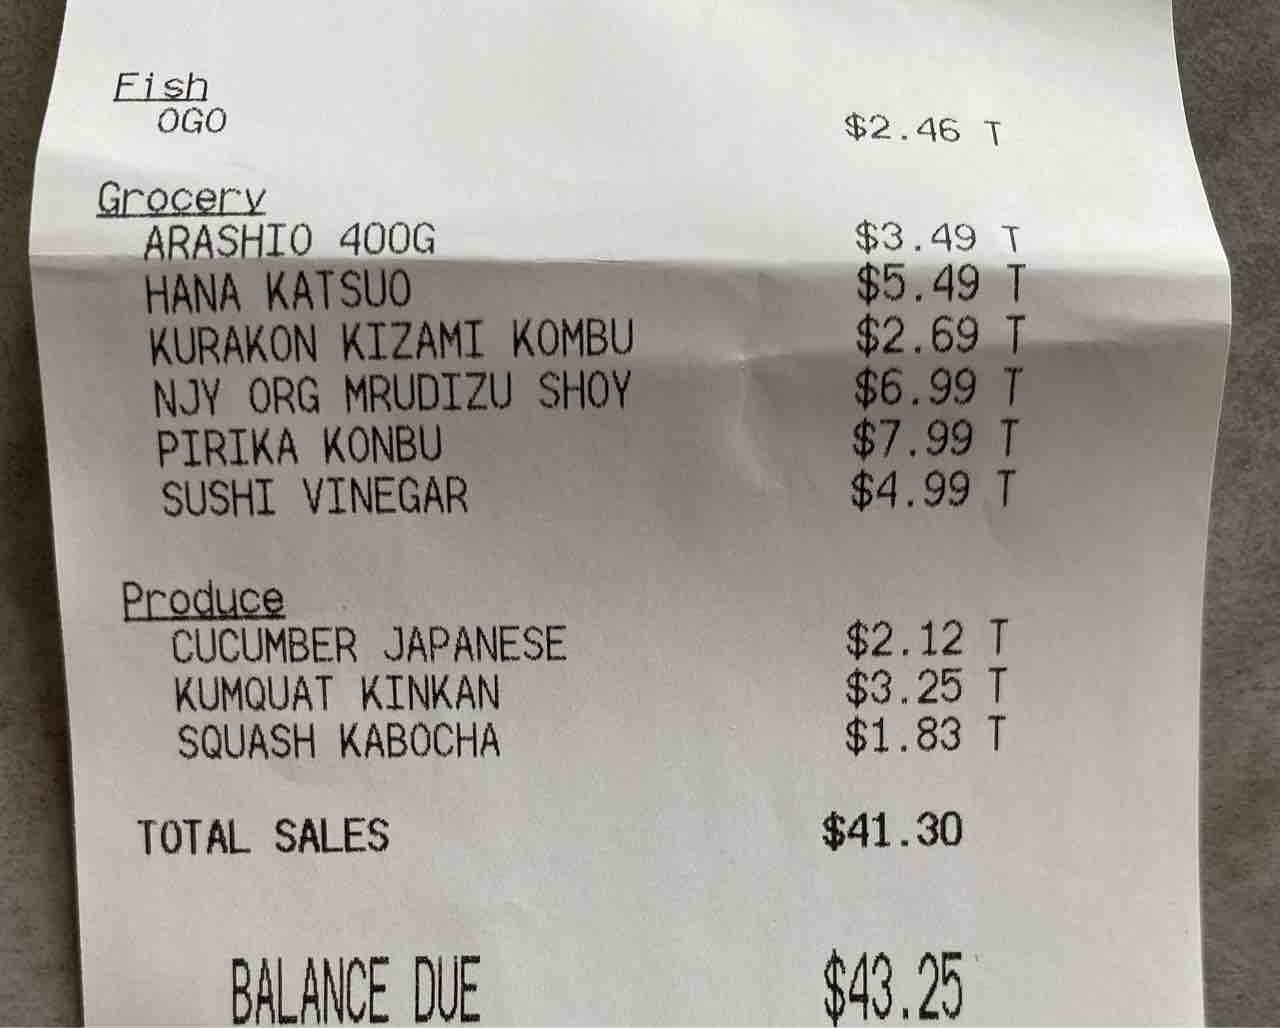 Fish
OGO $2.46 T
Grocery
ARASHIO 400G $3.49 T
HANA KATSUO $5.49 T
KURAKON KIZAMI KOMBU $2.69 T
NJY ORG MRUDIZU SHOY $6.99 T
PIRIKA KONBU $7.99 T
SUSHI VINEGAR $4.99 T
Produce
CUCUMBER JAPANESE $2.12 T
KUMQUAT KINKAN $3.25 T
SQUASH KABOCHA $1.83 T
TOTAL SALES $41.30
BALANCE DUE $43.25